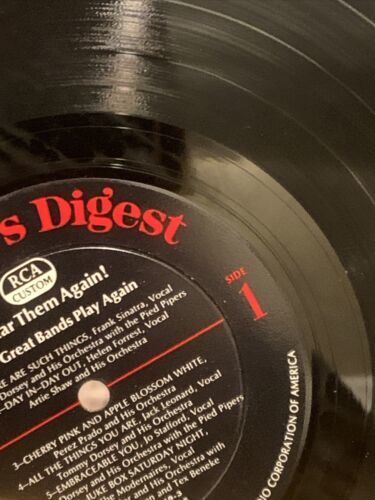 s Digest
RCA
CUSTOM
ar Them Again!
Great Bands Play Again
SIDE
1
RE ARE SUCH THINGS, Frank Sinatra, Vocal
Dorsey and His Orchestra with the Pied Pipers
DAY IN-DAY OUT, Helen Forrest, Vocal
Artie Shaw and His Orchestra
3–CHERRY PINK AND APPLE BLOSSOM WHITE,
Perez Prado and His Orchestra
4–ALL THE THINGS YOU ARE, Jack Leonard, Vocal
Tommy Dorsey and His Orchestra
5–EMBRACEABLE YOU, Jo Stafford, Vocal
Dorsey and His Orchestra with the Pied Pipers
JUKE BOX SATURDAY NIGHT,
The Modernaires, Vocal
Orchestra with
and Tex Beneke
IO CORPORATION OF AMERICA